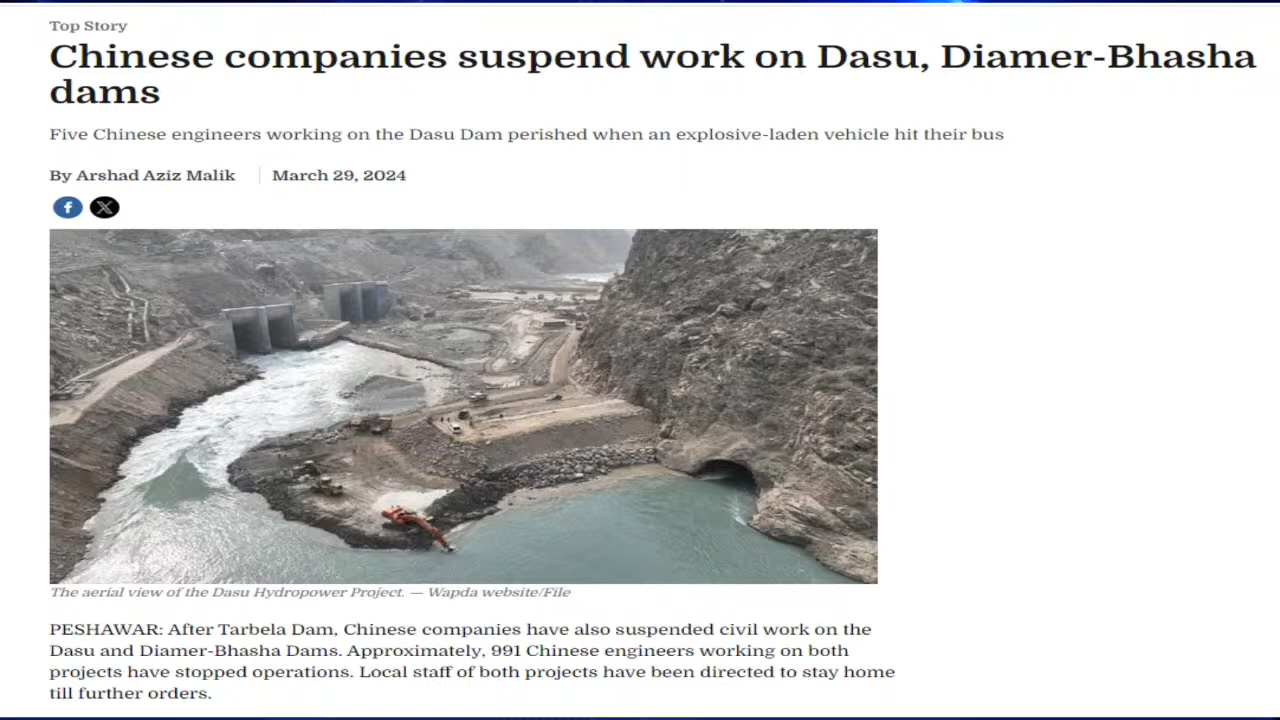 Top Story
Chinese companies suspend work on Dasu, Diamer-Bhasha
dams
Five Chinese engineers working on the Dasu Dam perished when an explosive-laden vehicle hit their bus
By Arshad Aziz Malik March 29, 2024
The aerial view of the Dasu Hydropower Project. — Wapda website/File
PESHAWAR: After Tarbela Dam, Chinese companies have also suspended civil work on the
Dasu and Diamer-Bhasha Dams. Approximately, 991 Chinese engineers working on both
projects have stopped operations. Local staff of both projects have been directed to stay home
till further orders.